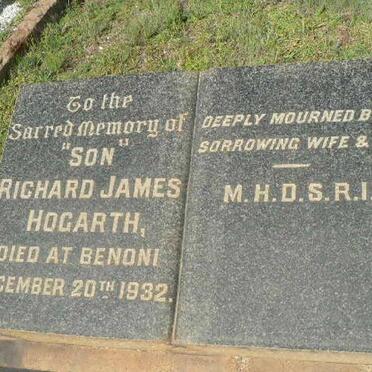 To the
Sacred Memory of
"SON"
RICHARD JAMES
HOGARTH,
DIED AT BENONI
CEMBER 20TH 1932.
DEEPLY MOURNED B
SORROWING WIFE &
M.H.D.S.R.I.